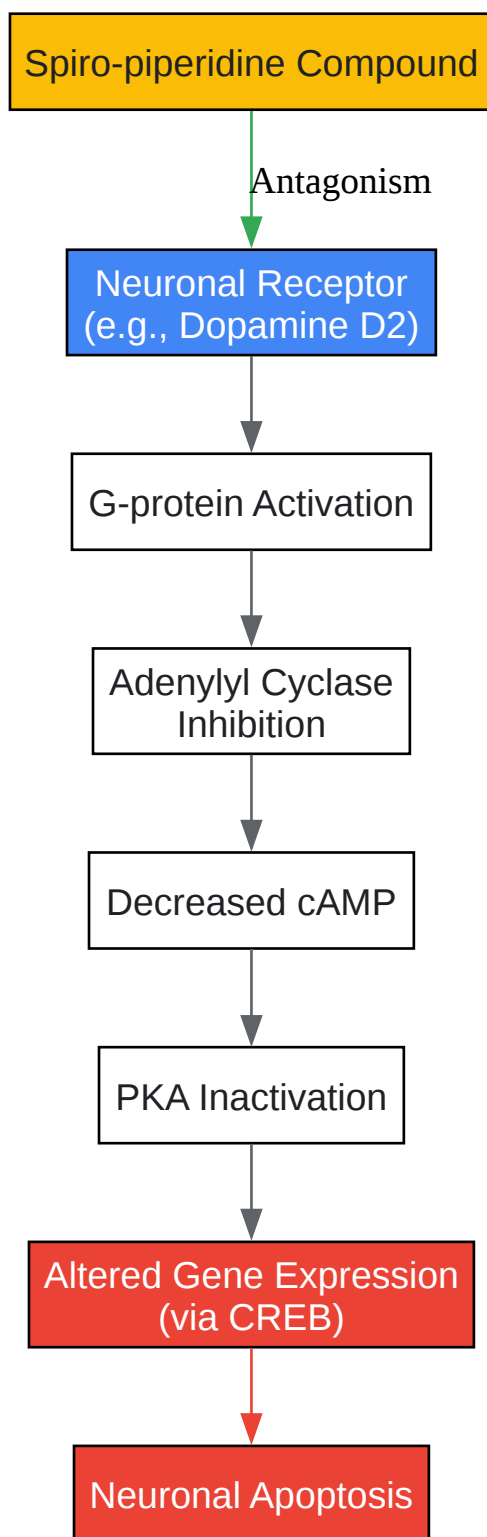 Spiro-piperidine Compound
Antagonism
Neuronal Receptor
(e.g., Dopamine D2)
G-protein Activation
Adenylyl Cyclase
Inhibition
Decreased cAMP
PKA Inactivation
Altered Gene Expression
(via CREB)
Neuronal Apoptosis